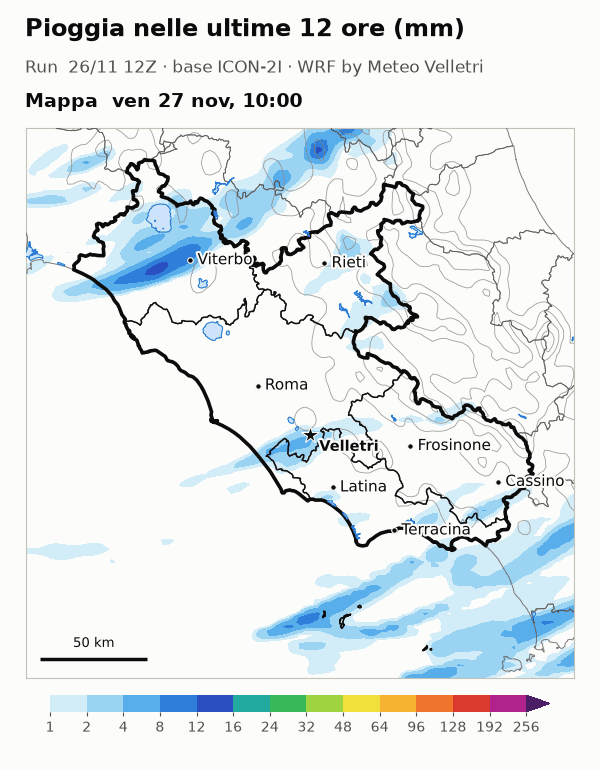 Pioggia nelle ultime 12 ore (mm)
Run 26/11 12Z · base ICON-2I · WRF by Meteo Velletri
Mappa ven 27 nov, 10:00
Viterbo
Rieti
Roma
Velletri
Frosinone
Cassino
Latina
Terracina
50 km
1 2 4 8 12 16 24 32 48 64 96 128 192 256